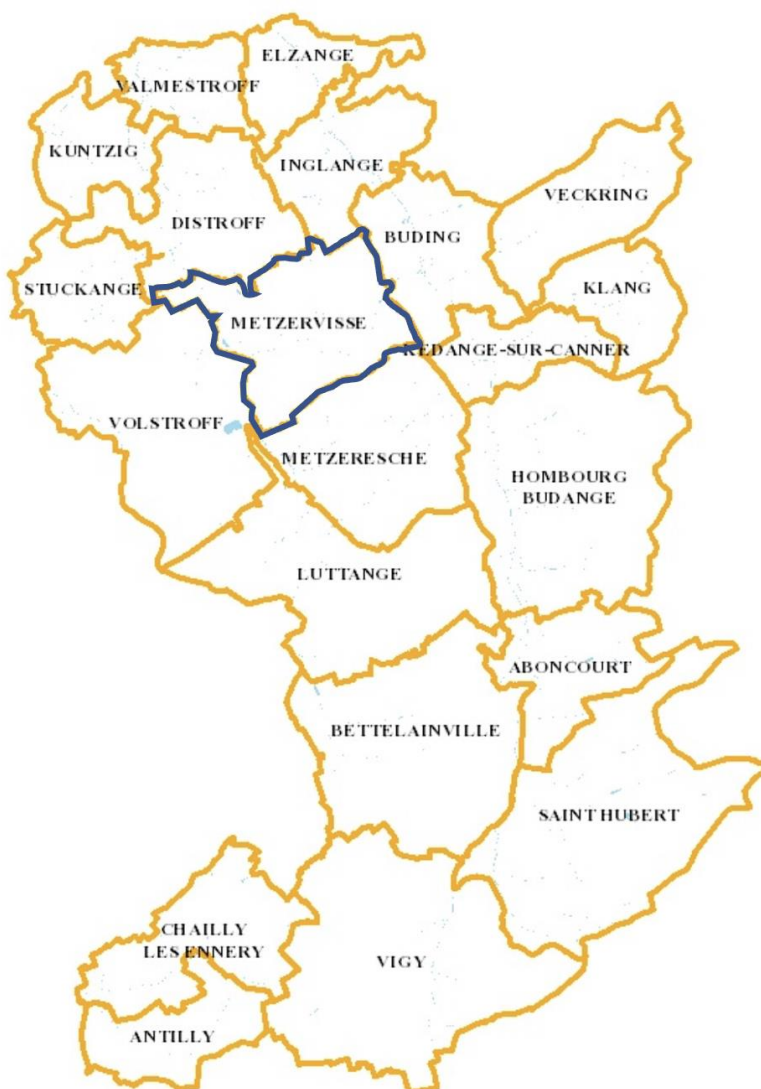 ELZANGE
VALMESTROFF
KUNTZIG
INGLANGE
VECKRING
DISTROFF
BUDING
STUCKANGE
KLANG
METZERVISSE
KEDANGE-SUR-CANNER
VOLSTROFF
METZERESCHE
HOMBOURG
BUDANGE
LUTTANGE
ABONCOURT
BETTELAINVILLE
SAINT HUBERT
CHAILLY
LES ENNERY
VIGY
ANTILLY